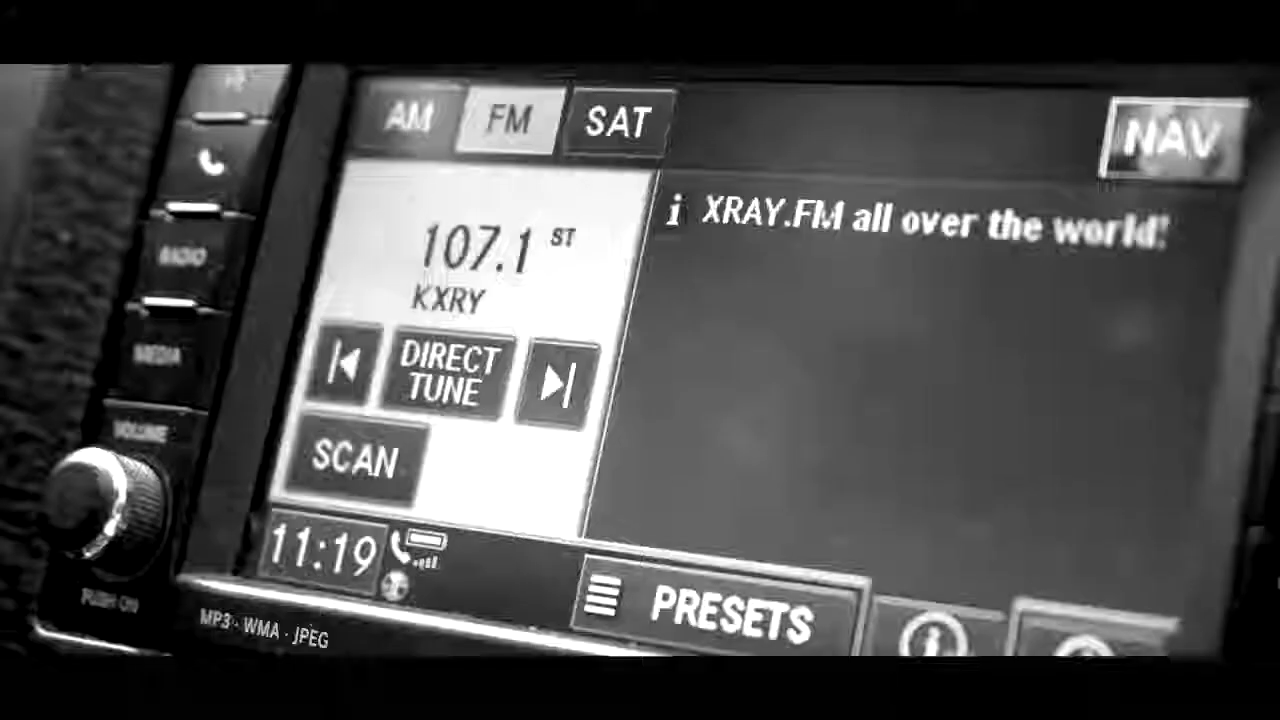 AM FM SAT NAV
i XRAY.FM all over the world!
107.1 ST
KXRY
RADIO
DIRECT
TUNE
MEDIA
SCAN
VOLUME
11:19
PRESETS
PUSH ON
MP3 · WMA · JPEG